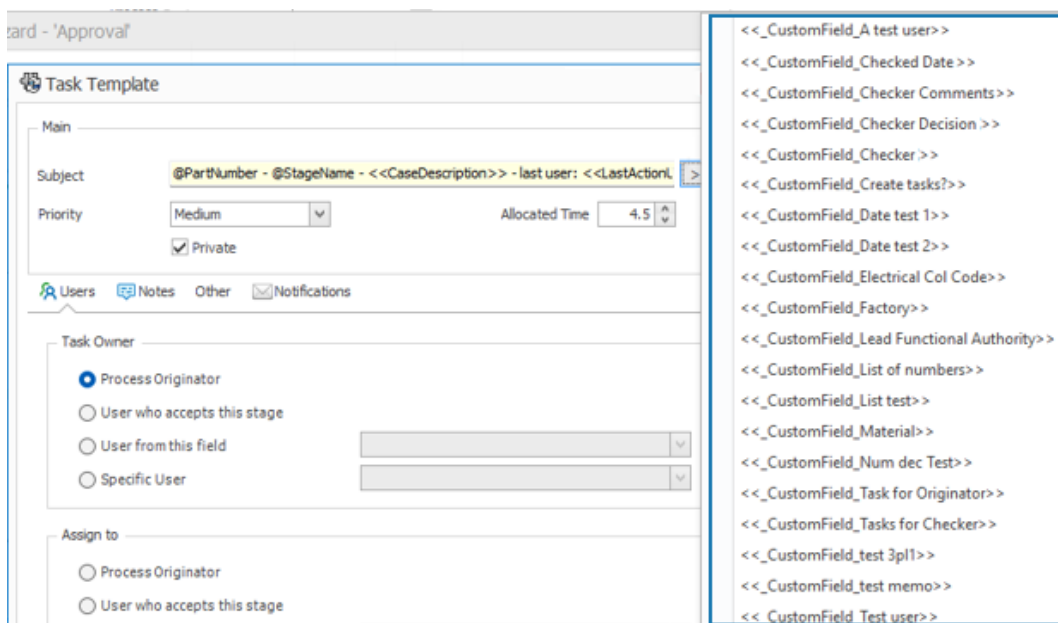 zard - 'Approval'
Task Template
Main
Subject
@PartNumber - @StageName - <<CaseDescription>> - last user: <<LastActionU
>
Priority
Medium
Allocated Time
4.5
Private
Users
Notes
Other
Notifications
Task Owner
Process Originator
User who accepts this stage
User from this field
Specific User
Assign to
Process Originator
User who accepts this stage
<<_CustomField_A test user>>
<<_CustomField_Checked Date >>
<<_CustomField_Checker Comments>>
<<_CustomField_Checker Decision >>
<<_CustomField_Checker >>
<<_CustomField_Create tasks?>>
<<_CustomField_Date test 1>>
<<_CustomField_Date test 2>>
<<_CustomField_Electrical Col Code>>
<<_CustomField_Factory>>
<<_CustomField_Lead Functional Authority>>
<<_CustomField_List of numbers>>
<<_CustomField_List test>>
<<_CustomField_Material>>
<<_CustomField_Num dec Test>>
<<_CustomField_Task for Originator>>
<<_CustomField_Tasks for Checker>>
<<_CustomField_test 3pl1>>
<<_CustomField_test memo>>
<<_CustomField_Test user>>